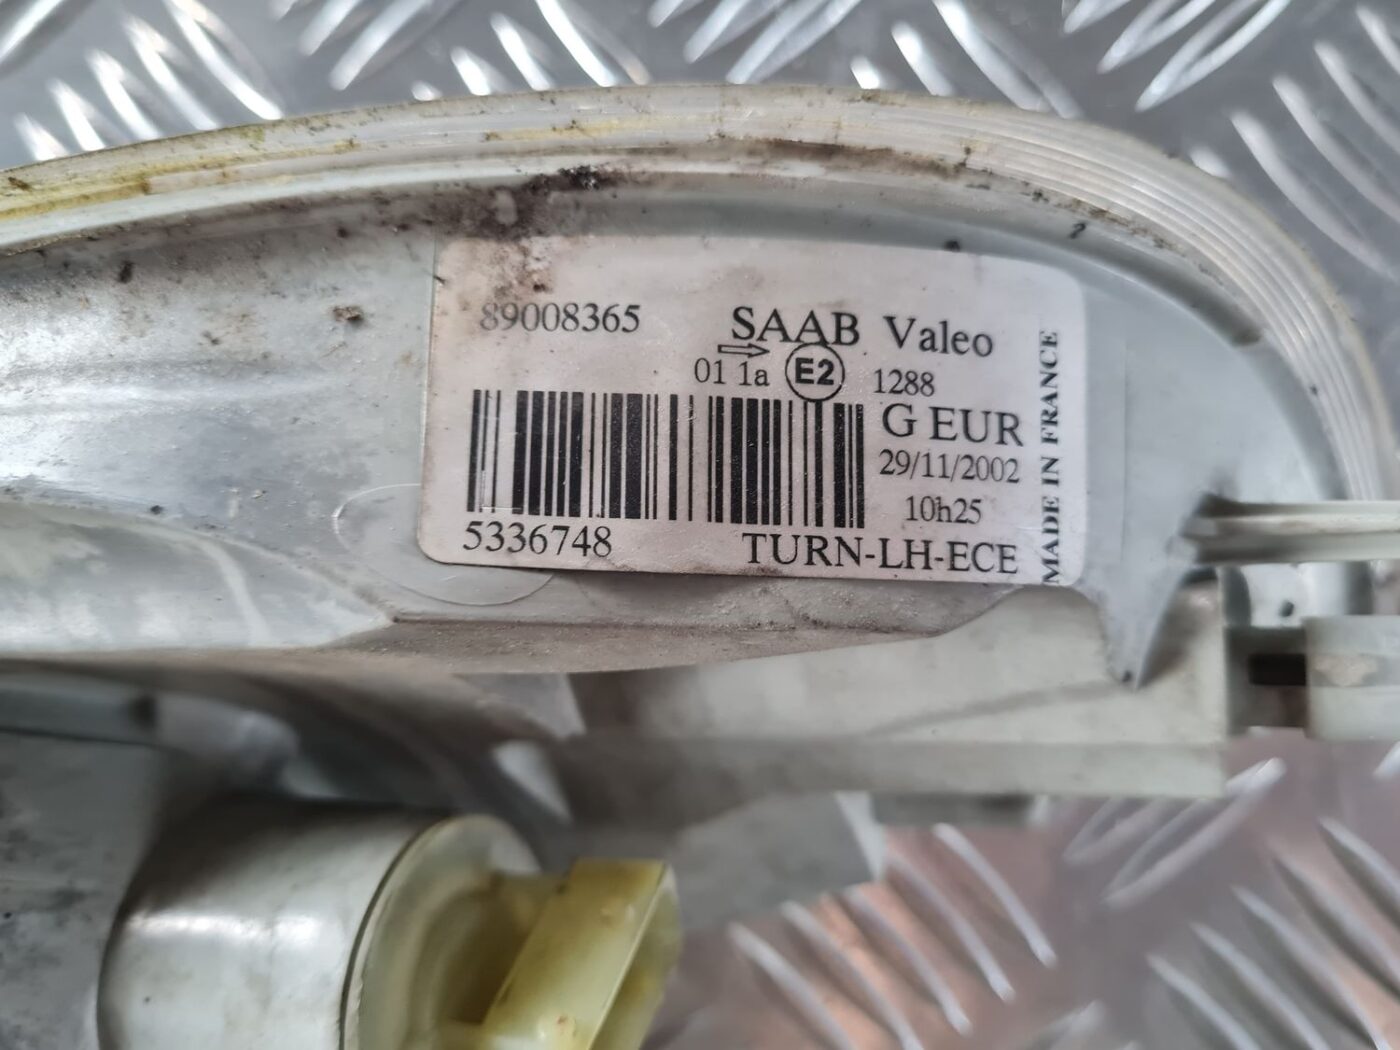 89008365
SAAB Valeo
01 1a E2 1288
G EUR
29/11/2002
10h25
5336748
TURN-LH-ECE
MADE IN FRANCE